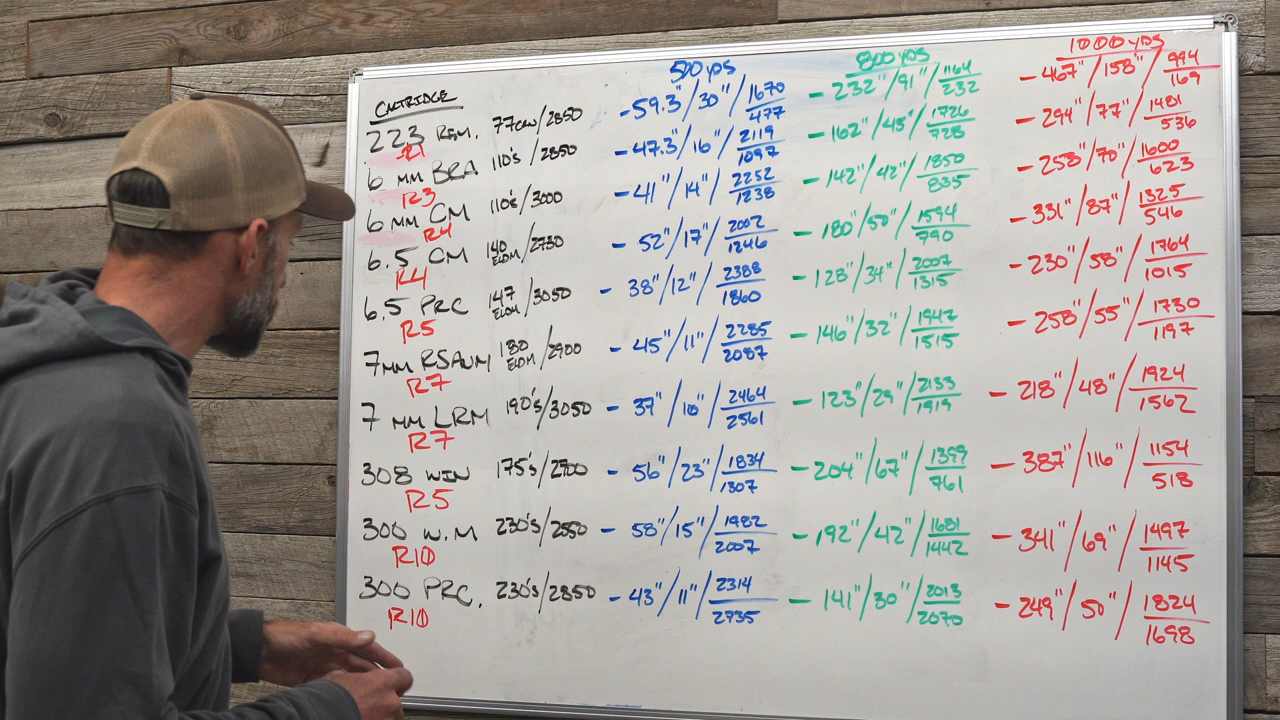 CARTRIDGE 500 yds 800 yds 1000 yds
223 REM. 77GR/2850 -59.3"/30"/1670/477 -232"/91"/1164/232 -467"/158"/994/169
R1
6 MM BRA 110's/2850 -47.3"/16"/2119/1097 -162"/45"/1726/728 -294"/77"/1481/536
R3
6 MM CM 110's/3000 -41"/14"/2252/1238 -142"/42"/1850/835 -258"/70"/1600/623
R4
6.5 CM 140 ELDM/2730 -52"/17"/2002/1246 -180"/50"/1594/790 -331"/87"/1325/546
R4
6.5 PRC 147 ELDM/3050 -38"/12"/2388/1860 -128"/34"/2007/1315 -230"/58"/1764/1015
R5
7MM RSAUM 180 ELDM/2900 -45"/11"/2285/2087 -146"/32"/1947/1515 -258"/55"/1730/1197
R7
7 MM LRM 190's/3050 -37"/10"/2464/2561 -123"/29"/2133/1919 -218"/48"/1924/1562
R7
308 WIN 175's/2700 -56"/23"/1834/1307 -204"/67"/1399/761 -387"/116"/1154/518
R5
300 W.M 230's/2550 -58"/15"/1982/2007 -192"/42"/1681/1442 -341"/69"/1497/1145
R10
300 PRC. 230's/2850 -43"/11"/2314/2735 -141"/30"/2013/2070 -249"/50"/1824/1698
R10